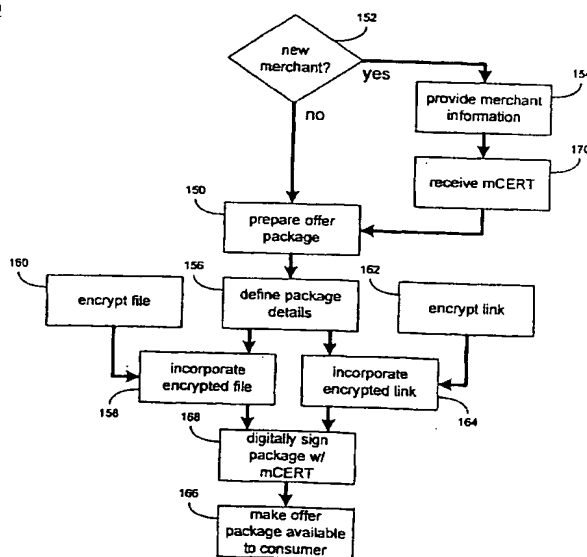 152
new
merchant?
yes
no
154
provide merchant
information
170
receive mCERT
150
prepare offer
package
160
encrypt file
156
define package
details
162
encrypt link
incorporate
encrypted file
158
incorporate
encrypted link
164
168
digitally sign
package w/
mCERT
166
make offer
package available
to consumer